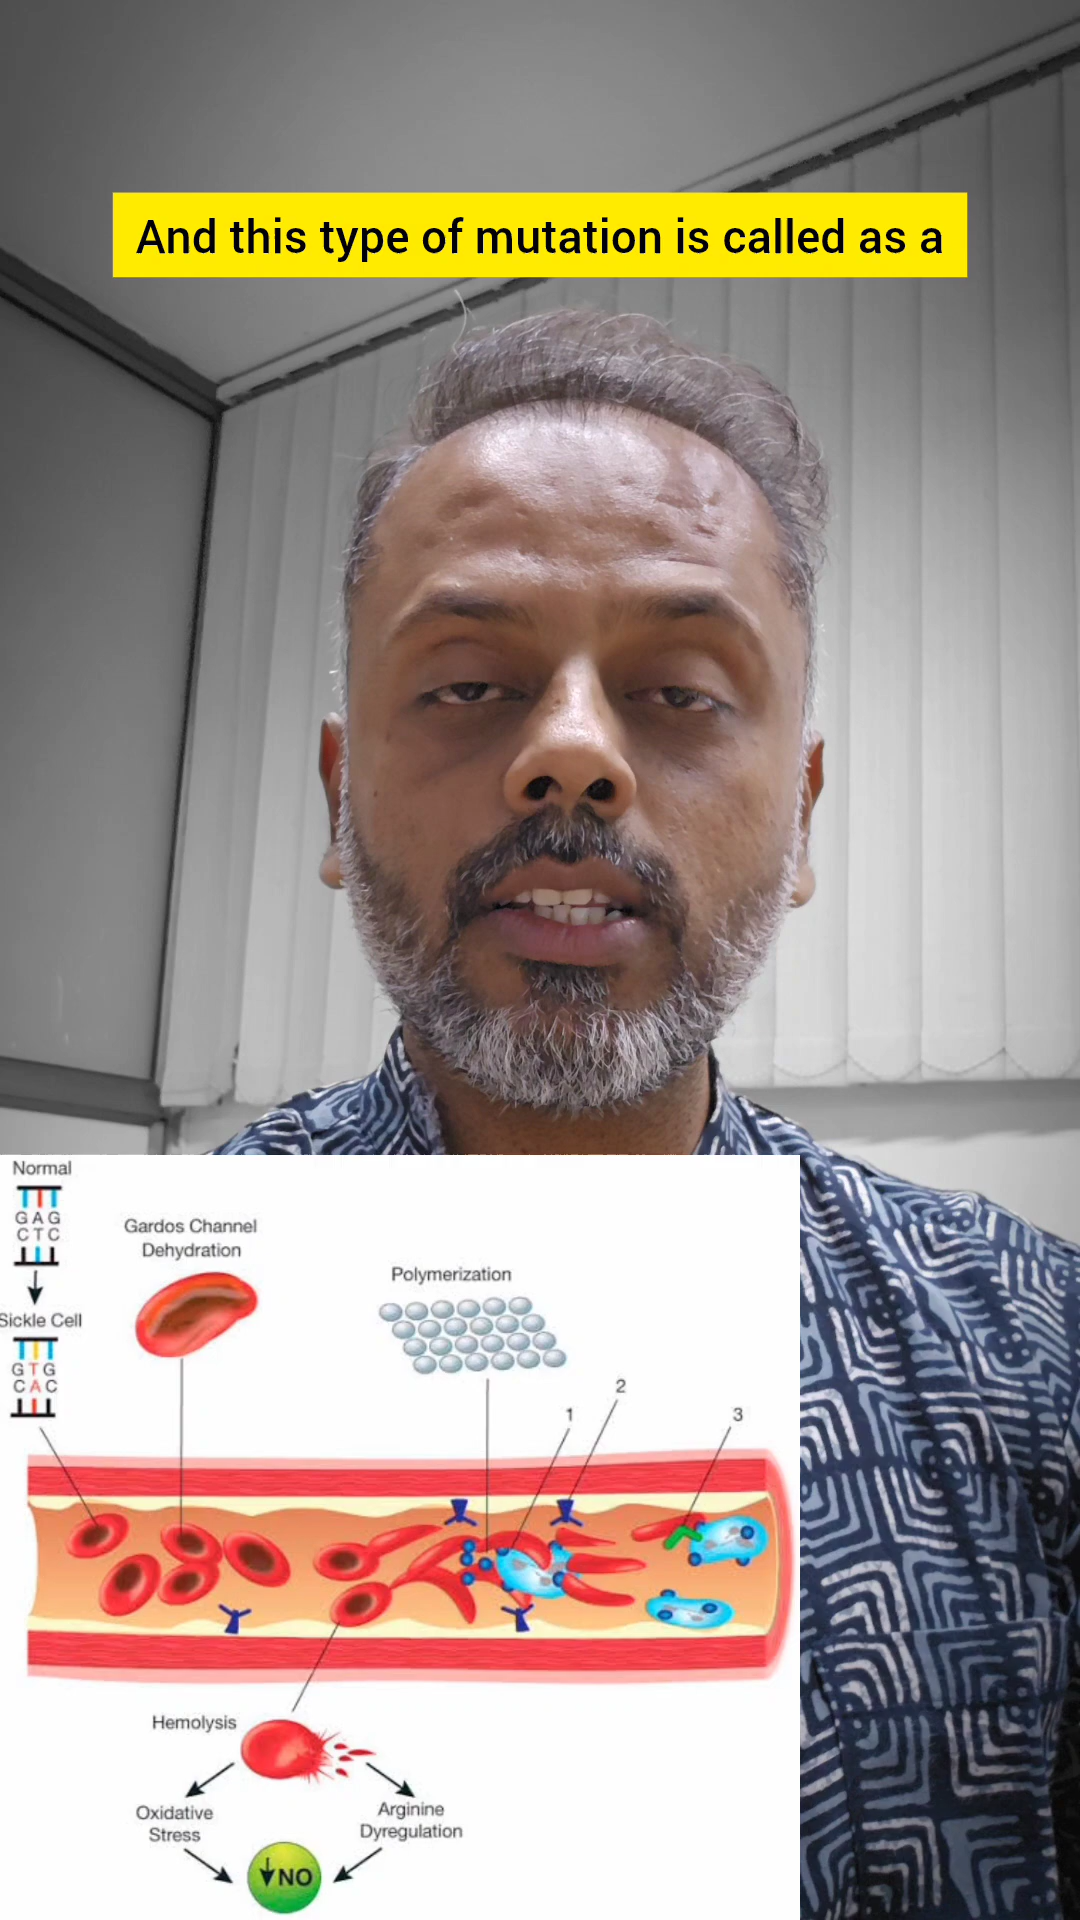 And this type of mutation is called as a
Normal
GAG
CTC
Sickle Cell
GTG
CAC
Gardos Channel
Dehydration
Polymerization
1
2
3
Hemolysis
Oxidative
Stress
Arginine
Dyregulation
↓NO